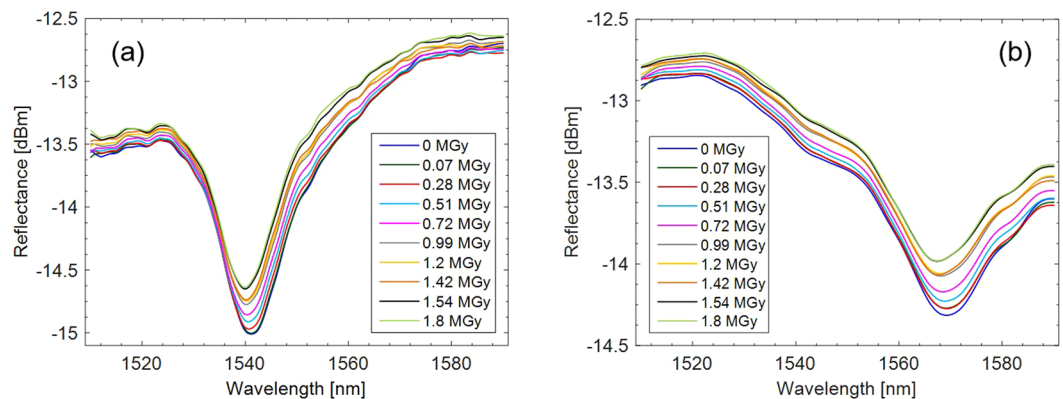 -12.5
(a)
-13
-13.5
-14
-14.5
-15
Reflectance [dBm]
0 MGy
0.07 MGy
0.28 MGy
0.51 MGy
0.72 MGy
0.99 MGy
1.2 MGy
1.42 MGy
1.54 MGy
1.8 MGy
1520 1540 1560 1580
Wavelength [nm]
-12.5
(b)
-13
-13.5
-14
-14.5
Reflectance [dBm]
0 MGy
0.07 MGy
0.28 MGy
0.51 MGy
0.72 MGy
0.99 MGy
1.2 MGy
1.42 MGy
1.54 MGy
1.8 MGy
1520 1540 1560 1580
Wavelength [nm]